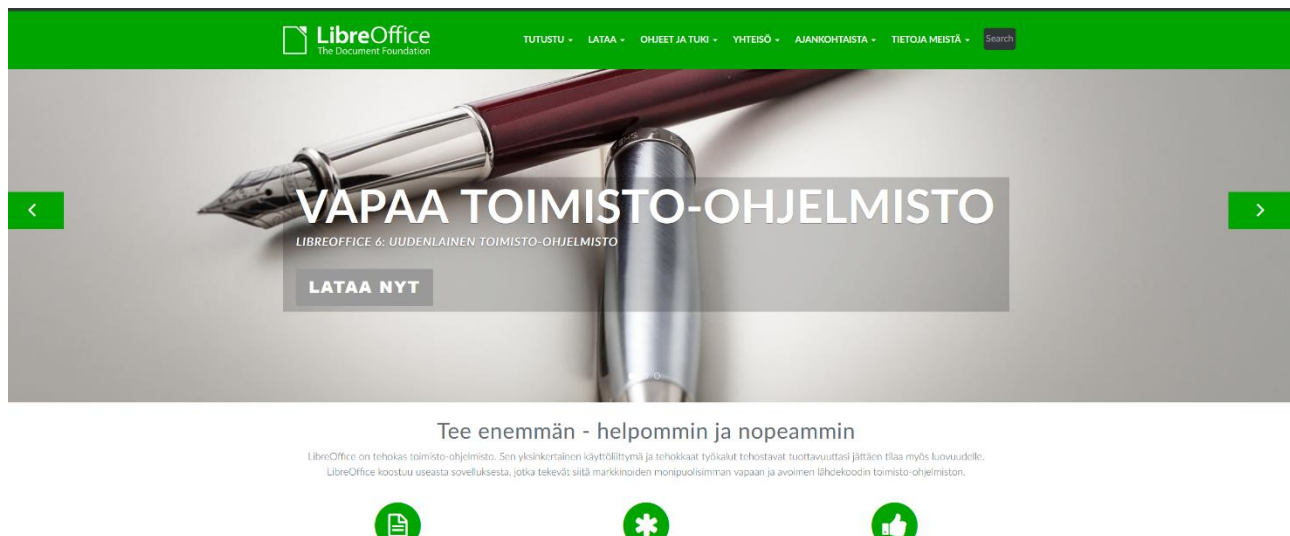 LibreOffice
The Document Foundation
TUTUSTU
LATAA
OHJEET JA TUKI
YHTEISÖ
AJANKOHTAISTA
TIETOJA MEISTÄ
Search
VAPAA TOIMISTO-OHJELMISTO
LIBREOFFICE 6: UUDENLAINEN TOIMISTO-OHJELMISTO
LATAA NYT
Tee enemmän - helpommin ja nopeammin
LibreOffice on tehokas toimisto-ohjelmisto. Sen yksinkertainen käyttöliittymä ja tehokkaat työkalut tehostavat tuottavuuttasi jättäen tilaa myös luovuudelle.
LibreOffice koostuu useasta sovelluksesta, jotka tekevät siitä markkinoiden monipuolisimman vapaan ja avoimen lähdekoodin toimisto-ohjelmiston.